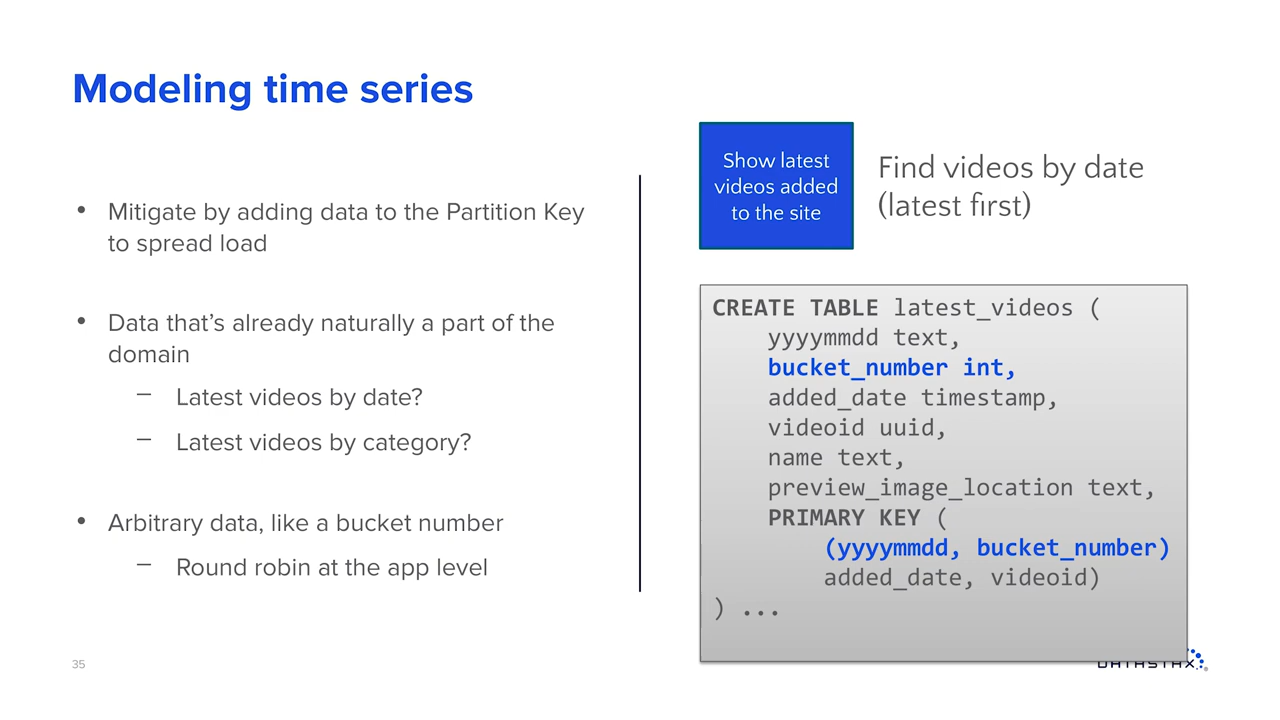 Modeling time series
• Mitigate by adding data to the Partition Key
to spread load
• Data that’s already naturally a part of the
domain
– Latest videos by date?
– Latest videos by category?
• Arbitrary data, like a bucket number
– Round robin at the app level
Show latest
videos added
to the site
Find videos by date
(latest first)
CREATE TABLE latest_videos (
yyyymmdd text,
bucket_number int,
added_date timestamp,
videoid uuid,
name text,
preview_image_location text,
PRIMARY KEY (
(yyyymmdd, bucket_number)
added_date, videoid)
) ...
35
DATASTAX